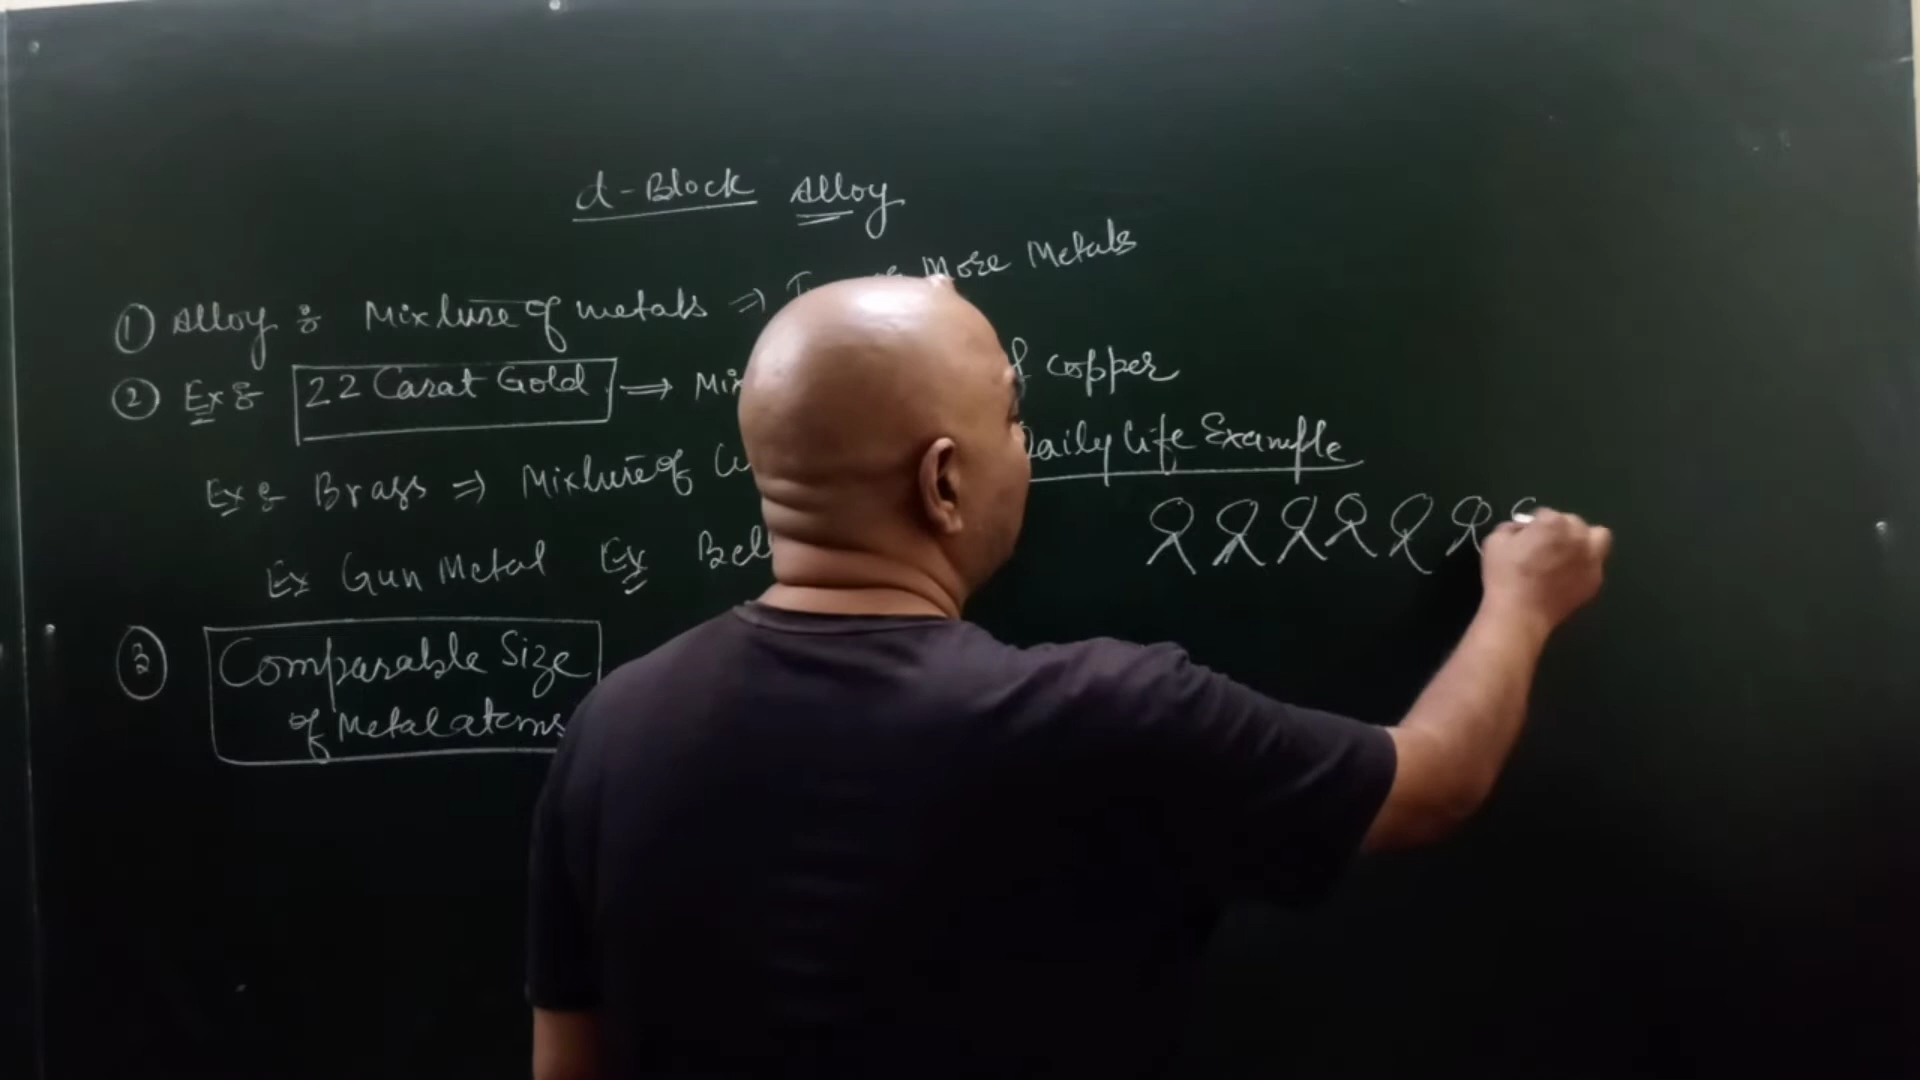 d-Block Alloy
① Alloy : Mixture of metals ⇒ More Metals
② Ex : 22 Carat Gold → copper
Daily Life Example
Ex : Brass ⇒ Mixture of
Ex Gun Metal Ex
③ Comparable Size
of Metal atoms